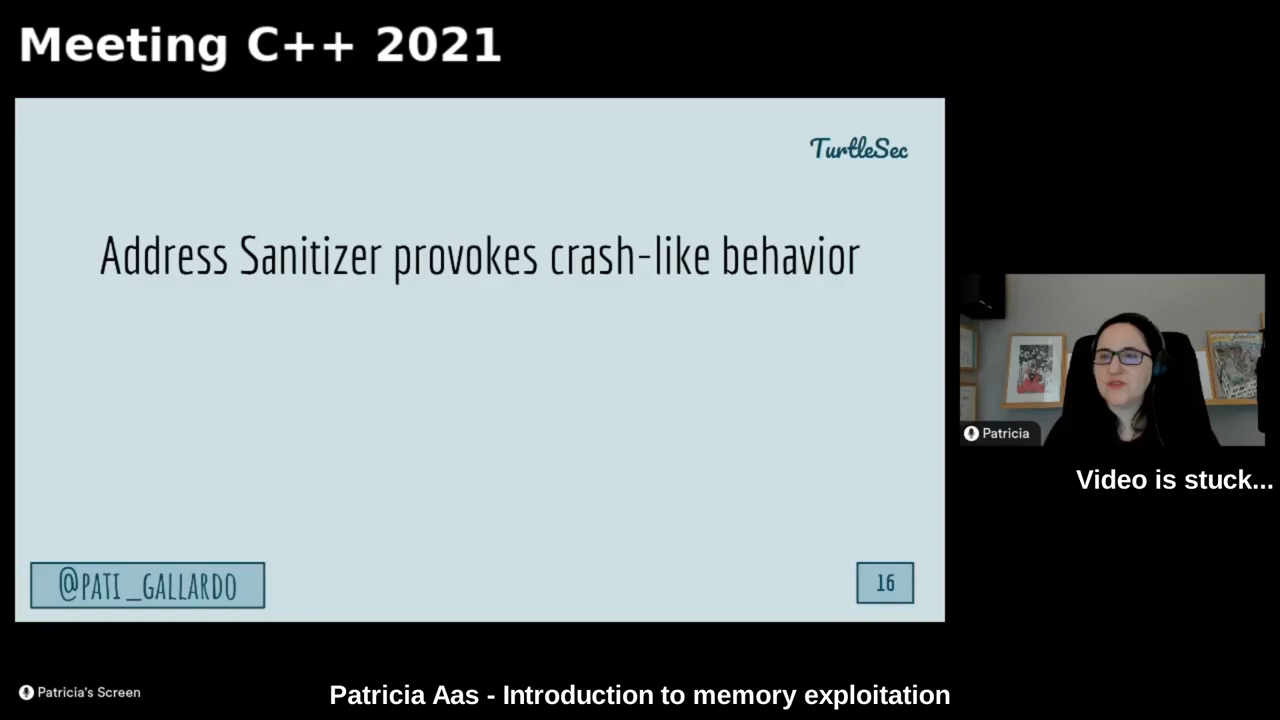 Meeting C++ 2021
TurtleSec
Address Sanitizer provokes crash-like behavior
@PATI_GALLARDO
16
Patricia
Video is stuck...
Patricia's Screen
Patricia Aas - Introduction to memory exploitation